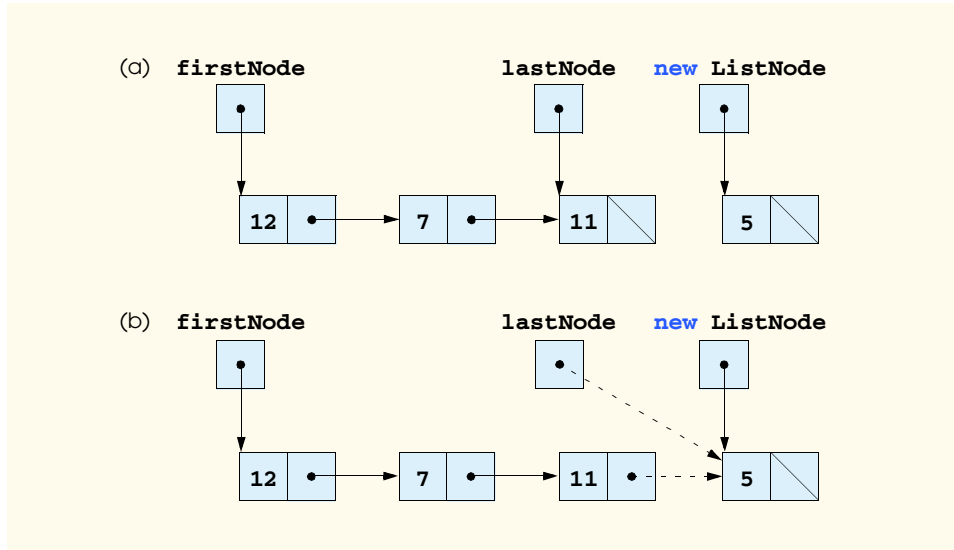 (a) firstNode lastNode new ListNode
12 7 11 5
(b) firstNode lastNode new ListNode
12 7 11 5